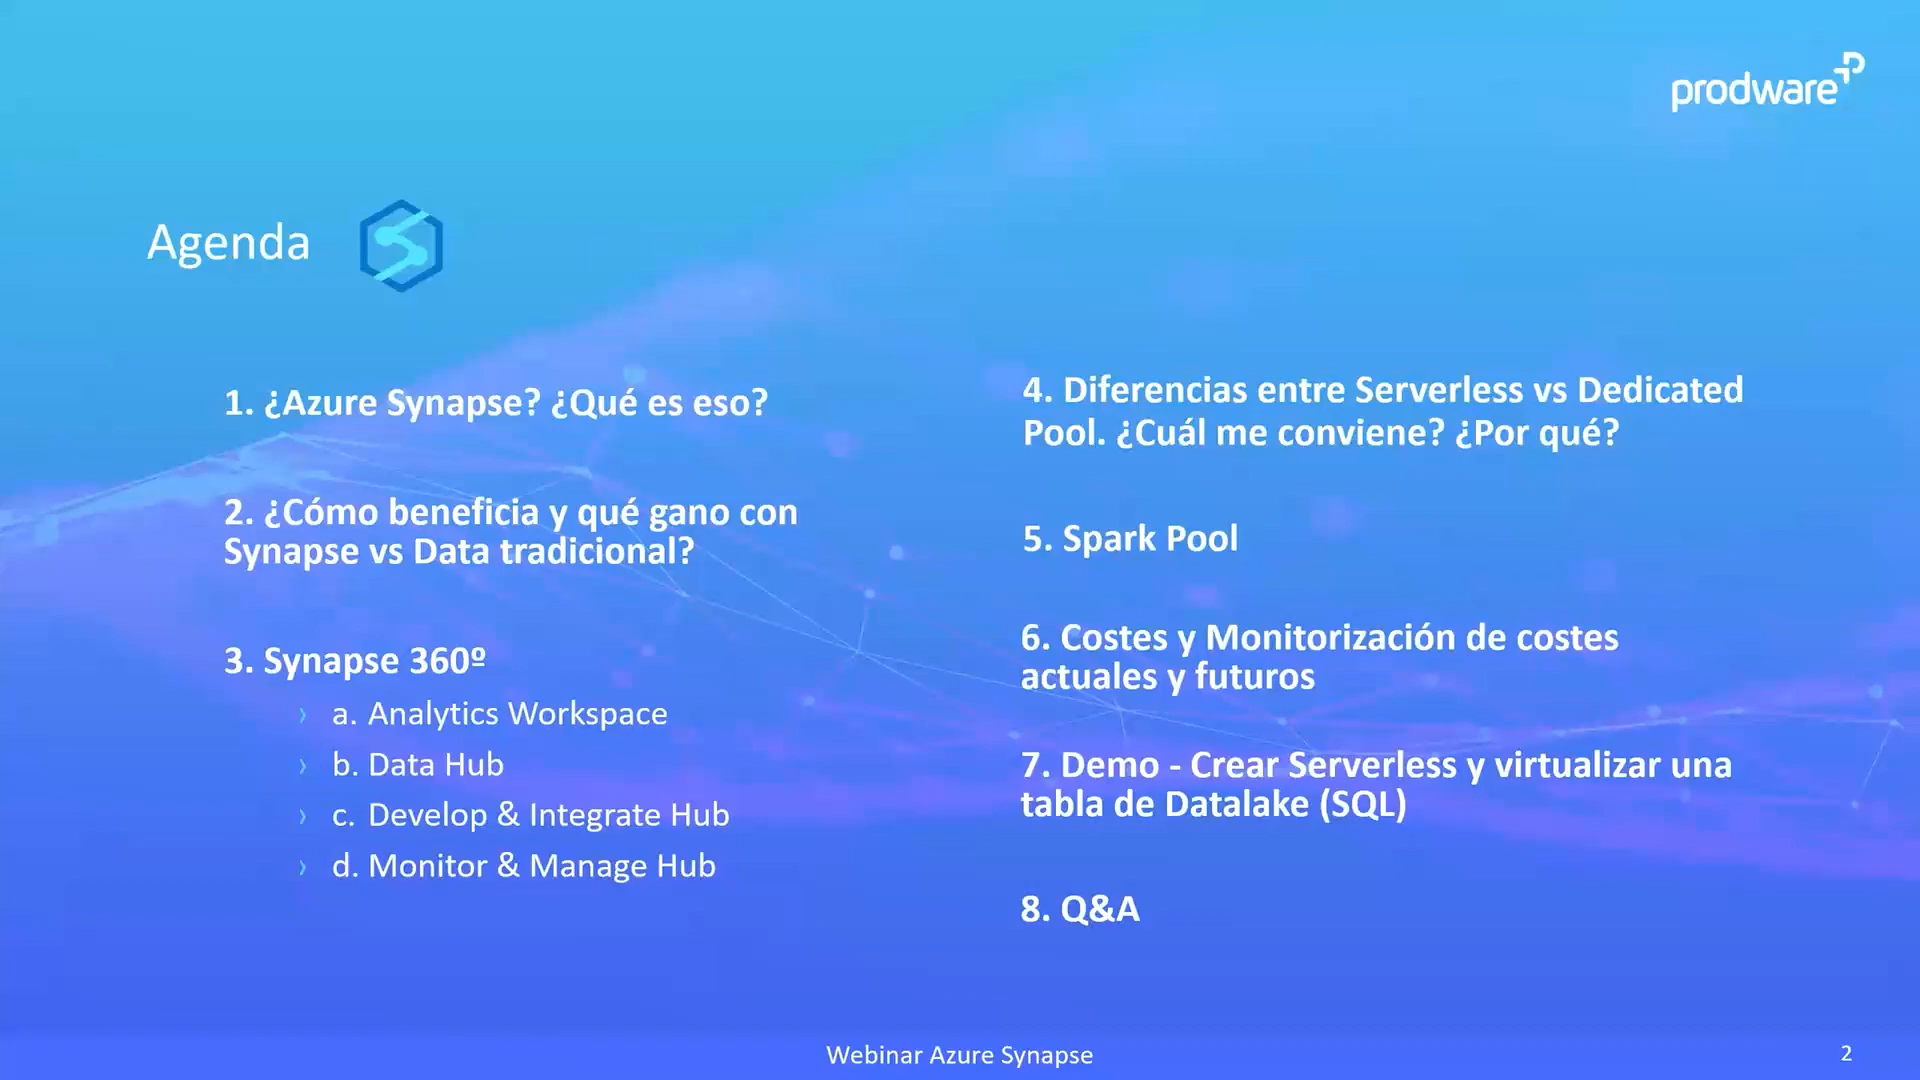 prodware
Agenda
1. ¿Azure Synapse? ¿Qué es eso?
2. ¿Cómo beneficia y qué gano con
Synapse vs Data tradicional?
3. Synapse 360º
› a. Analytics Workspace
› b. Data Hub
› c. Develop & Integrate Hub
› d. Monitor & Manage Hub
4. Diferencias entre Serverless vs Dedicated
Pool. ¿Cuál me conviene? ¿Por qué?
5. Spark Pool
6. Costes y Monitorización de costes
actuales y futuros
7. Demo - Crear Serverless y virtualizar una
tabla de Datalake (SQL)
8. Q&A
Webinar Azure Synapse
2